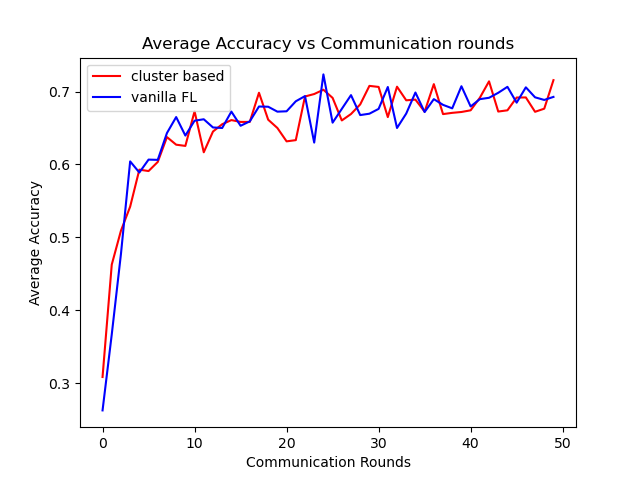 Average Accuracy vs Communication rounds
cluster based
vanilla FL
0.7
0.6
0.5
0.4
0.3
Average Accuracy
0
10
20
30
40
50
Communication Rounds